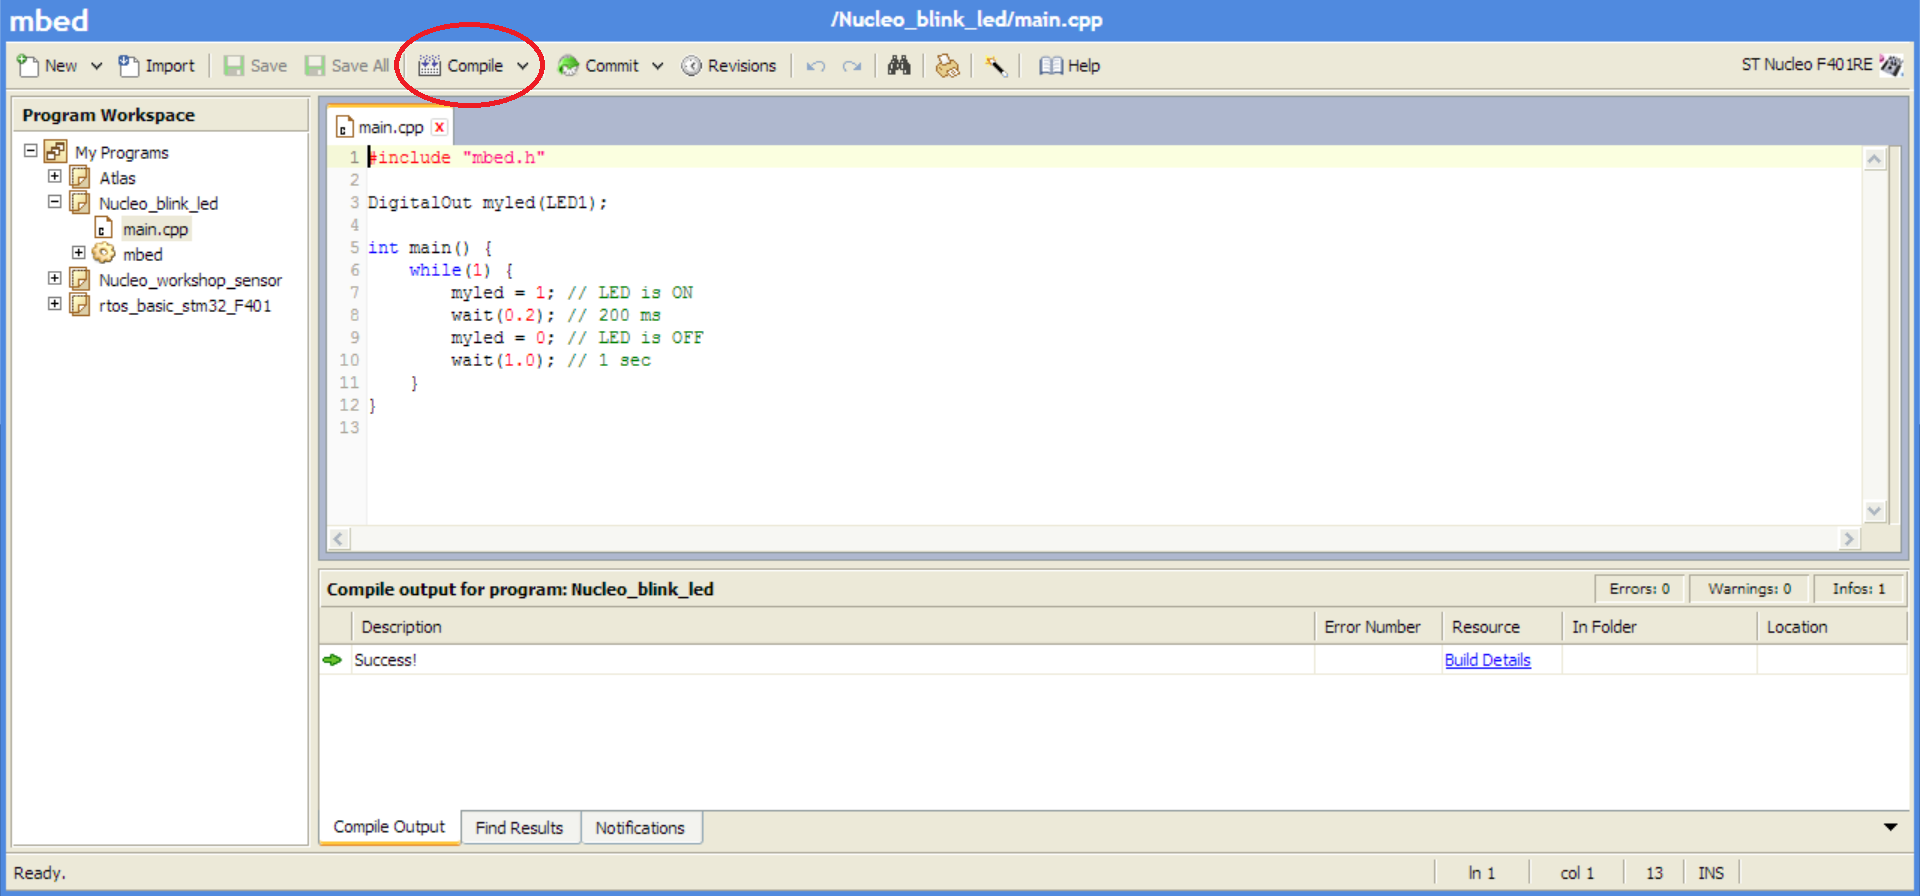 mbed
/Nucleo_blink_led/main.cpp
New Import Save Save All Compile Commit Revisions Help ST Nucleo F401RE
Program Workspace
My Programs
Atlas
Nucleo_blink_led
main.cpp
mbed
Nucleo_workshop_sensor
rtos_basic_stm32_F401
main.cpp
1 #include "mbed.h"
2
3 DigitalOut myled(LED1);
4
5 int main() {
6     while(1) {
7         myled = 1; // LED is ON
8         wait(0.2); // 200 ms
9         myled = 0; // LED is OFF
10         wait(1.0); // 1 sec
11     }
12 }
13
Compile output for program: Nucleo_blink_led Errors: 0 Warnings: 0 Infos: 1
Description Error Number Resource In Folder Location
Success! Build Details
Compile Output Find Results Notifications
Ready. ln 1 col 1 13 INS